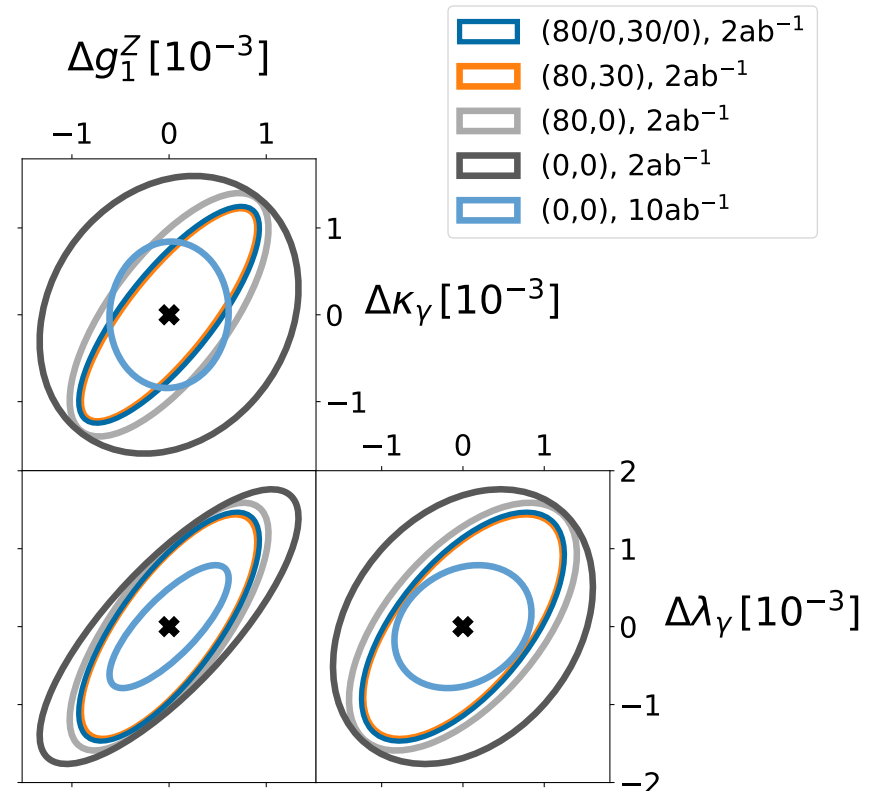 (80/0,30/0), 2ab⁻¹
(80,30), 2ab⁻¹
(80,0), 2ab⁻¹
(0,0), 2ab⁻¹
(0,0), 10ab⁻¹
Δg₁ᶻ [10⁻³]
−1 0 1
1
0
−1
Δκᵧ [10⁻³]
−1 0 1
2
1
0
−1
−2
Δλᵧ [10⁻³]